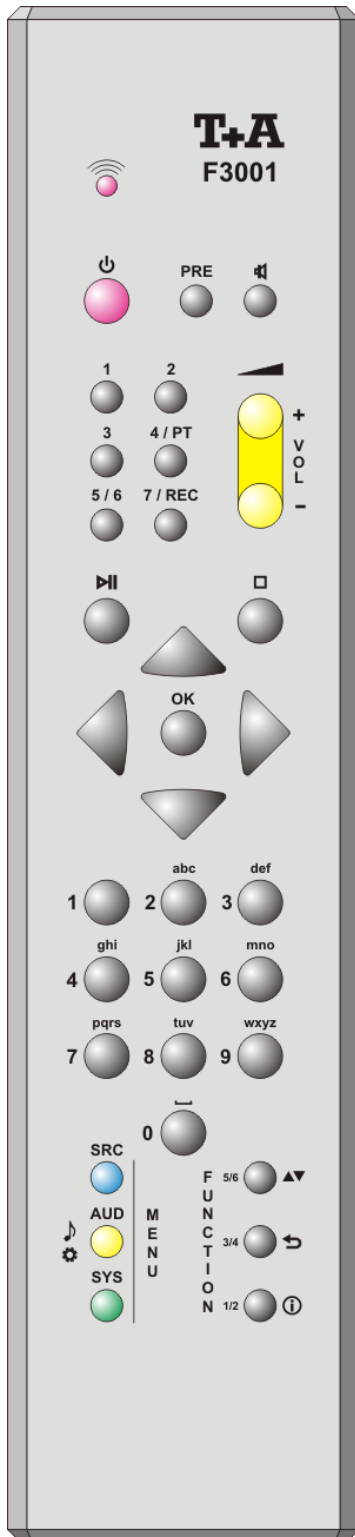 T+A
F3001
PRE
1 2
3 4 / PT
5 / 6 7 / REC
+
VOL
-
OK
abc def
1 2 3
ghi jkl mno
4 5 6
pqrs tuv wxyz
7 8 9
0
SRC
AUD
SYS
MENU
FUNCTION
5/6
3/4
1/2
i